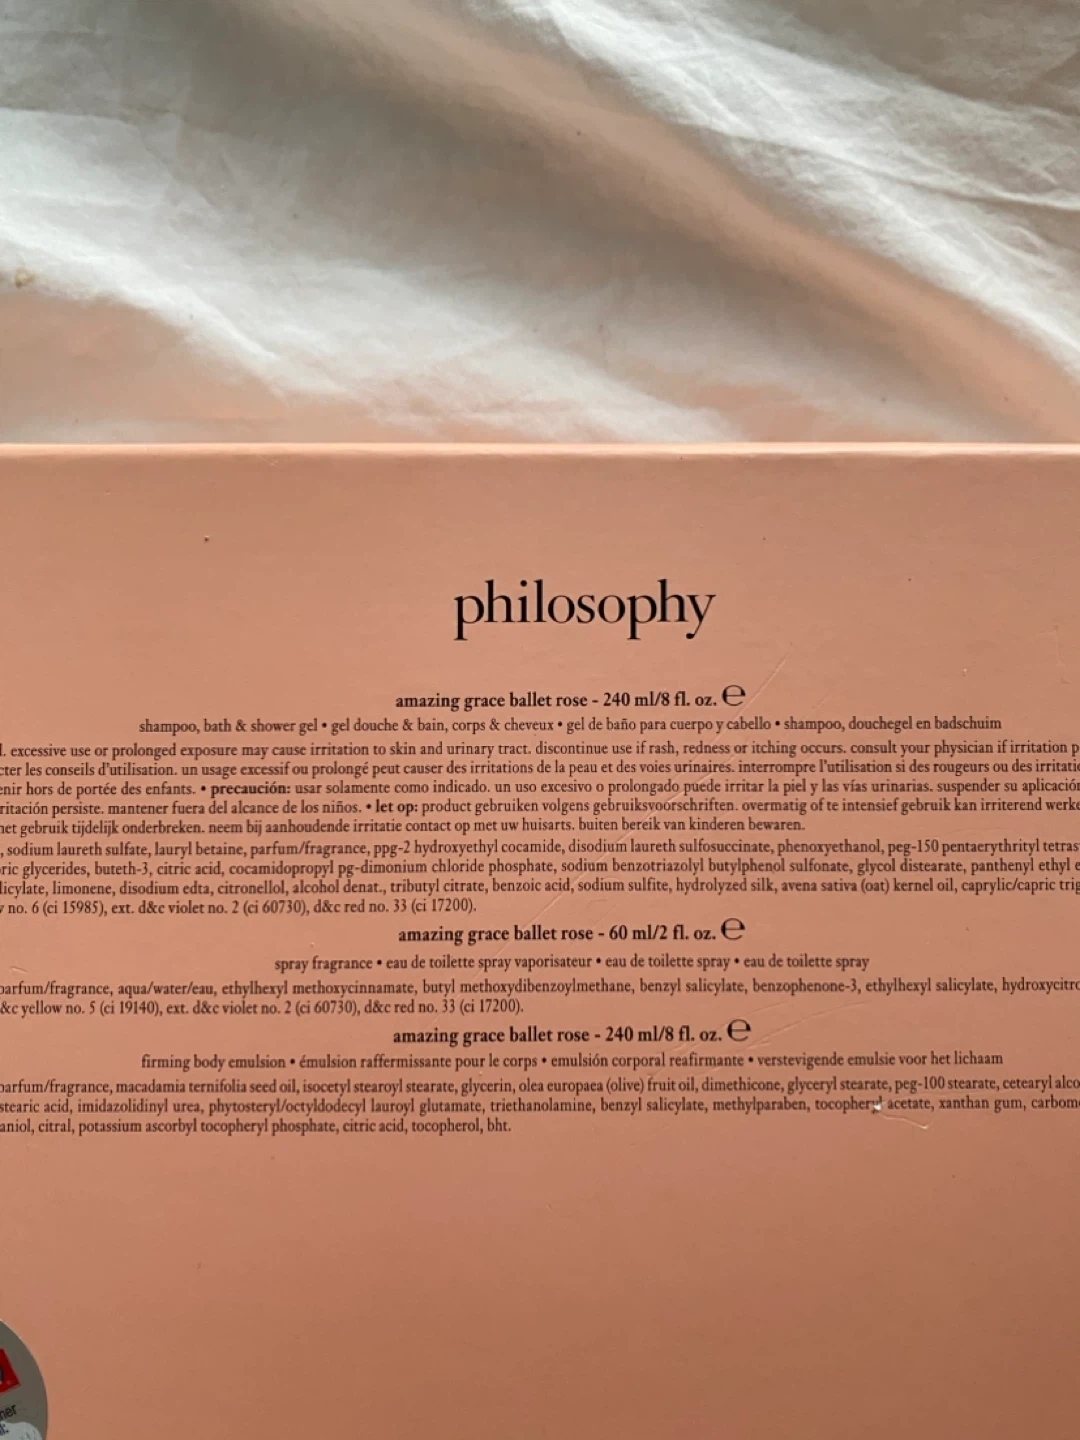 philosophy
amazing grace ballet rose - 240 ml/8 fl. oz. ℮
shampoo, bath & shower gel • gel douche & bain, corps & cheveux • gel de baño para cuerpo y cabello • shampoo, douchegel en badschuim
excessive use or prolonged exposure may cause irritation to skin and urinary tract. discontinue use if rash, redness or itching occurs. consult your physician if irritation
les conseils d'utilisation. un usage excessif ou prolongé peut causer des irritations de la peau et des voies urinaires. interrompre l'utilisation si des rougeurs ou des
hors de portée des enfants. • precaución: usar solamente como indicado. un uso excesivo o prolongado puede irritar la piel y las vías urinarias. suspender su aplicación
persiste. mantener fuera del alcance de los niños. • let op: product gebruiken volgens gebruiksvoorschriften. overmatig of te intensief gebruik kan irriterend
gebruik tijdelijk onderbreken. neem bij aanhoudende irritatie contact op met uw huisarts. buiten bereik van kinderen bewaren.
, sodium laureth sulfate, lauryl betaine, parfum/fragrance, ppg-2 hydroxyethyl cocamide, disodium laureth sulfosuccinate, phenoxyethanol, peg-150 pentaerythrityl
glycerides, buteth-3, citric acid, cocamidopropyl pg-dimonium chloride phosphate, sodium benzotriazolyl butylphenol sulfonate, glycol distearate, panthenyl ethyl
limonene, disodium edta, citronellol, alcohol denat., tributyl citrate, benzoic acid, sodium sulfite, hydrolyzed silk, avena sativa (oat) kernel oil, caprylic/capric
no. 6 (ci 15985), ext. d&c violet no. 2 (ci 60730), d&c red no. 33 (ci 17200).
amazing grace ballet rose - 60 ml/2 fl. oz. ℮
spray fragrance • eau de toilette spray vaporisateur • eau de toilette spray • eau de toilette spray
parfum/fragrance, aqua/water/eau, ethylhexyl methoxycinnamate, butyl methoxydibenzoylmethane, benzyl salicylate, benzophenone-3, ethylhexyl salicylate,
&c yellow no. 5 (ci 19140), ext. d&c violet no. 2 (ci 60730), d&c red no. 33 (ci 17200).
amazing grace ballet rose - 240 ml/8 fl. oz. ℮
firming body emulsion • émulsion raffermissante pour le corps • emulsión corporal reafirmante • verstevigende emulsie voor het lichaam
parfum/fragrance, macadamia ternifolia seed oil, isocetyl stearoyl stearate, glycerin, olea europaea (olive) fruit oil, dimethicone, glyceryl stearate, peg-100 stearate, cetearyl
stearic acid, imidazolidinyl urea, phytosteryl/octyldodecyl lauroyl glutamate, triethanolamine, benzyl salicylate, methylparaben, tocopheryl acetate, xanthan gum,
citral, potassium ascorbyl tocopheryl phosphate, citric acid, tocopherol, bht.